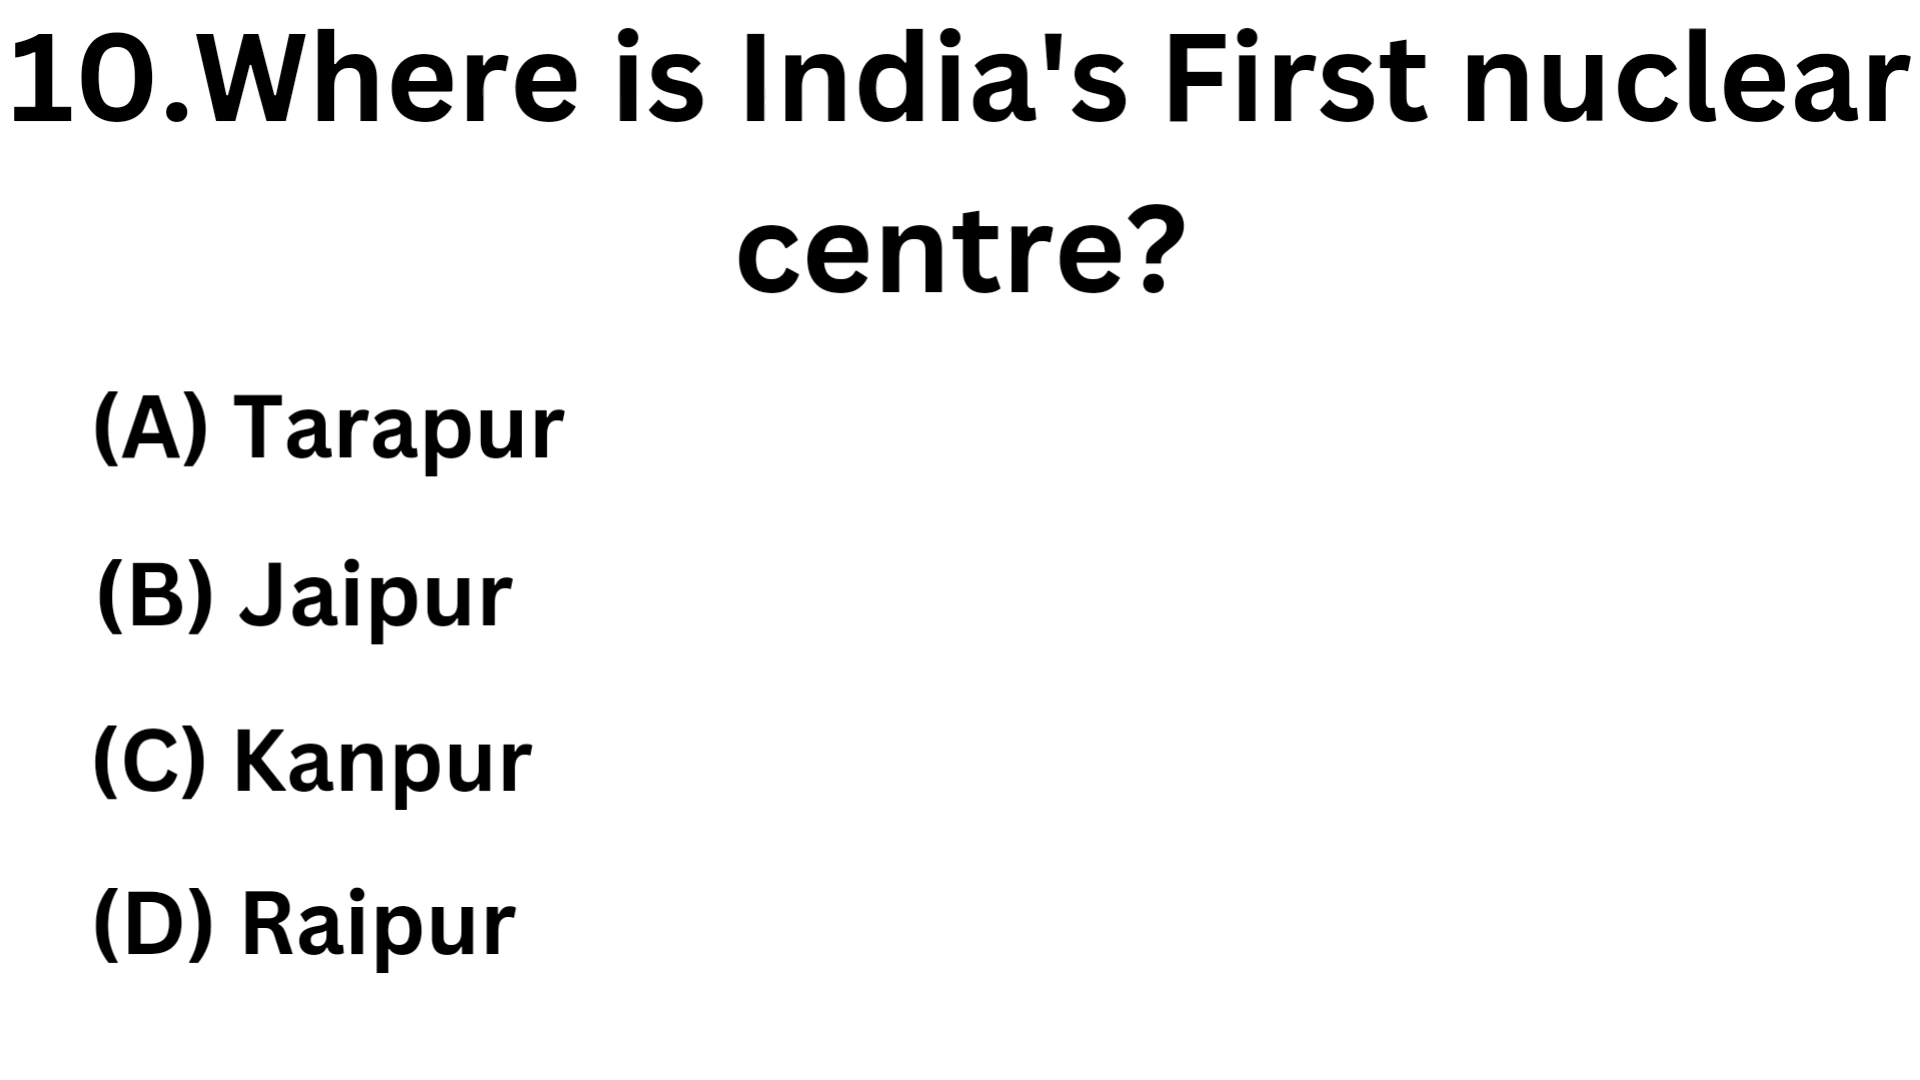 10.Where is India's First nuclear
centre?
(A) Tarapur
(B) Jaipur
(C) Kanpur
(D) Raipur